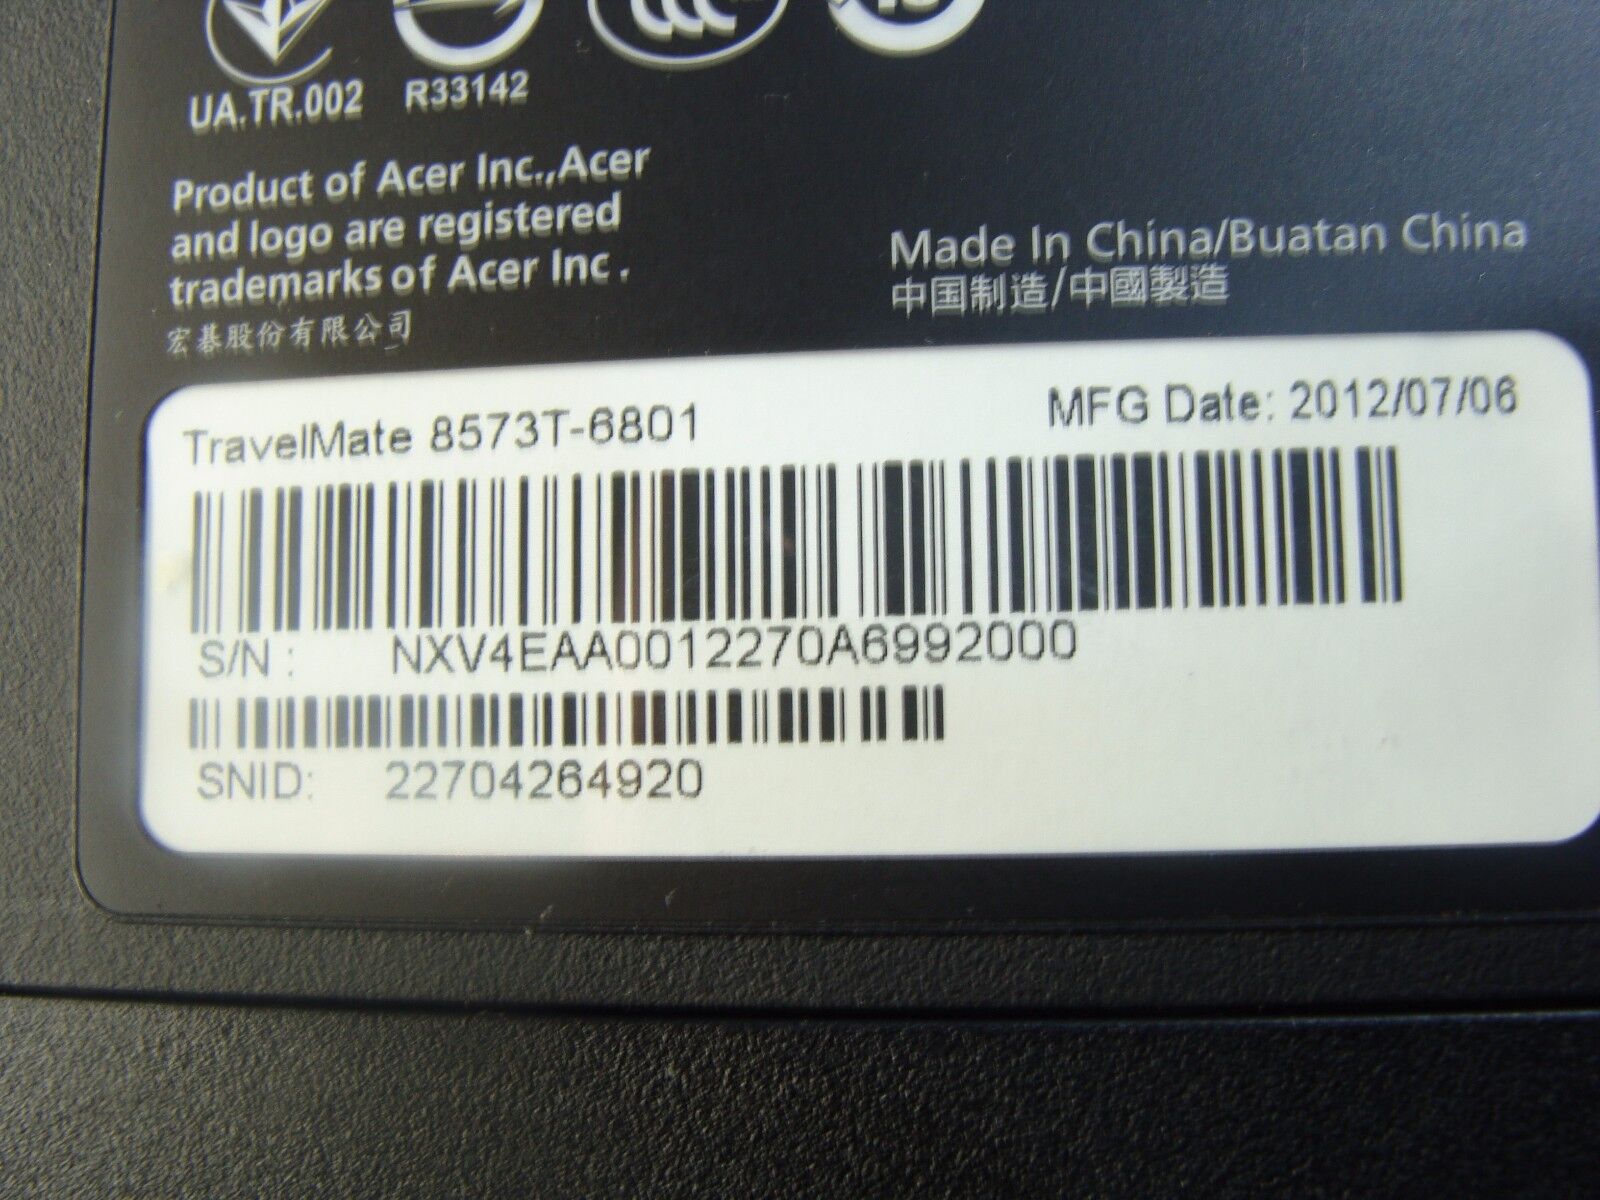 UA.TR.002 R33142
Product of Acer Inc.,Acer
and logo are registered
trademarks of Acer Inc .
宏碁股份有限公司
Made In China/Buatan China
中国制造/中國製造
TravelMate 8573T-6801 MFG Date: 2012/07/06
S/N : NXV4EAA0012270A6992000
SNID: 22704264920